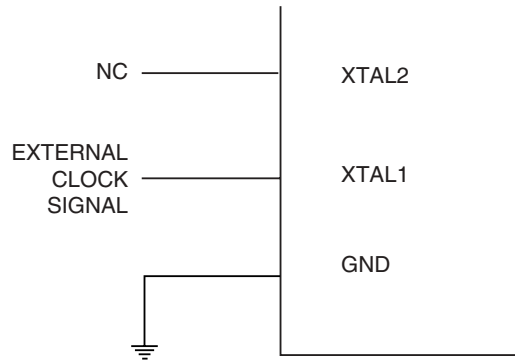 NC
XTAL2
EXTERNAL
CLOCK
SIGNAL
XTAL1
GND